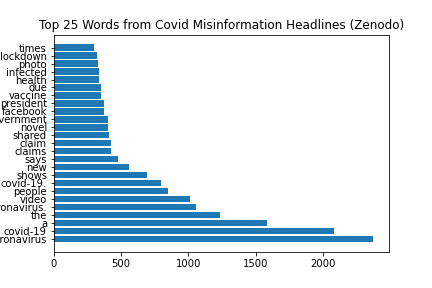 Top 25 Words from Covid Misinformation Headlines (Zenodo)
times
lockdown
photo
infected
health
due
vaccine
president
facebook
vernment
novel
shared
claim
claims
says
new
shows
covid-19.
people
video
ronavirus.
the
a
covid-19
ronavirus
0 500 1000 1500 2000